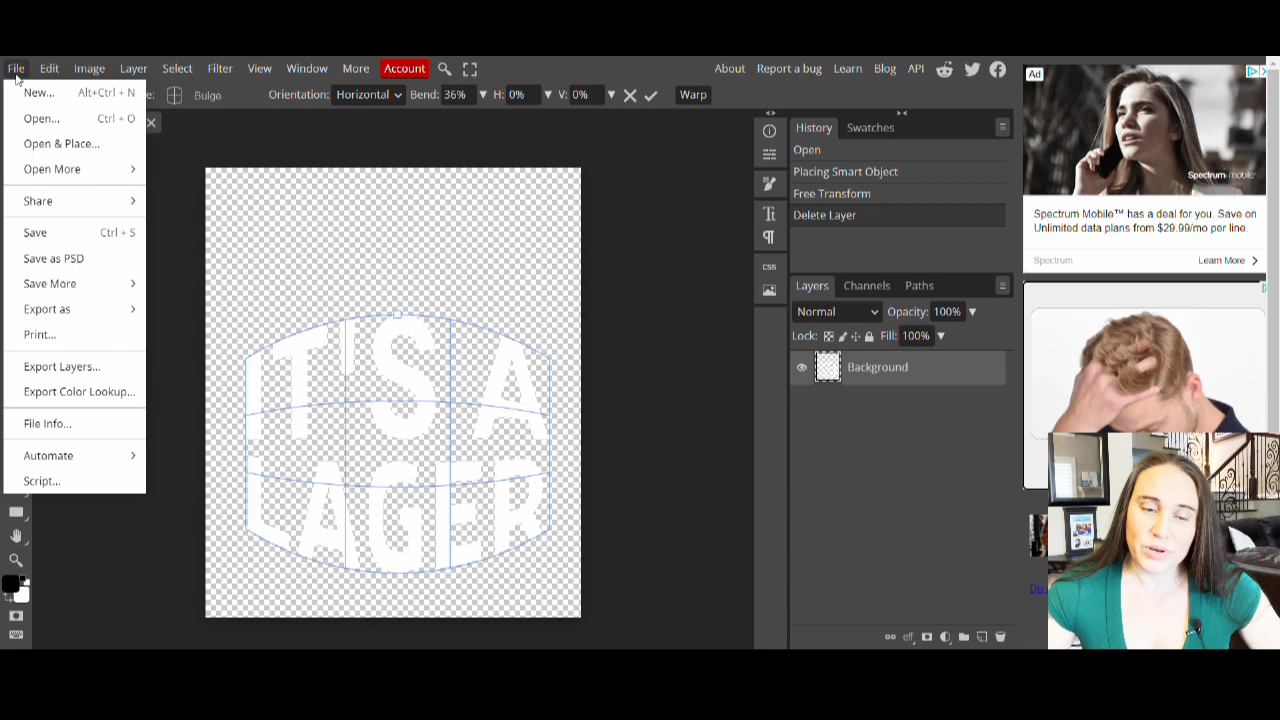 File Edit Image Layer Select Filter View Window More Account About Report a bug Learn Blog API
e: Bulge Orientation: Horizontal Bend: 36% H: 0% V: 0% Warp
New... Alt+Ctrl + N
Open... Ctrl + O
Open & Place...
Open More
Share
Save Ctrl + S
Save as PSD
Save More
Export as
Print...
Export Layers...
Export Color Lookup...
File Info...
Automate
Script...
IT'S A
LAGER
Tt
¶
CSS
History Swatches
Open
Placing Smart Object
Free Transform
Delete Layer
Layers Channels Paths
Normal Opacity: 100%
Lock: Fill: 100%
Background
eff
Ad
Spectrum mobile
Spectrum Mobile™ has a deal for you. Save on
Unlimited data plans from $29.99/mo per line.
Spectrum Learn More
Do